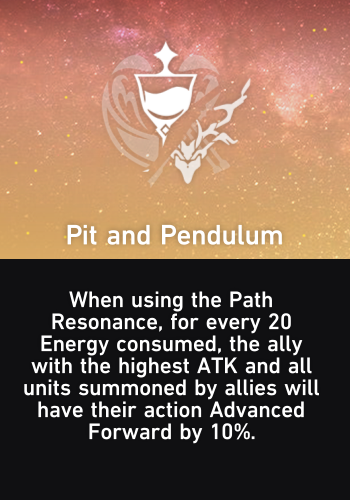 Pit and Pendulum
When using the Path
Resonance, for every 20
Energy consumed, the ally
with the highest ATK and all
units summoned by allies will
have their action Advanced
Forward by 10%.